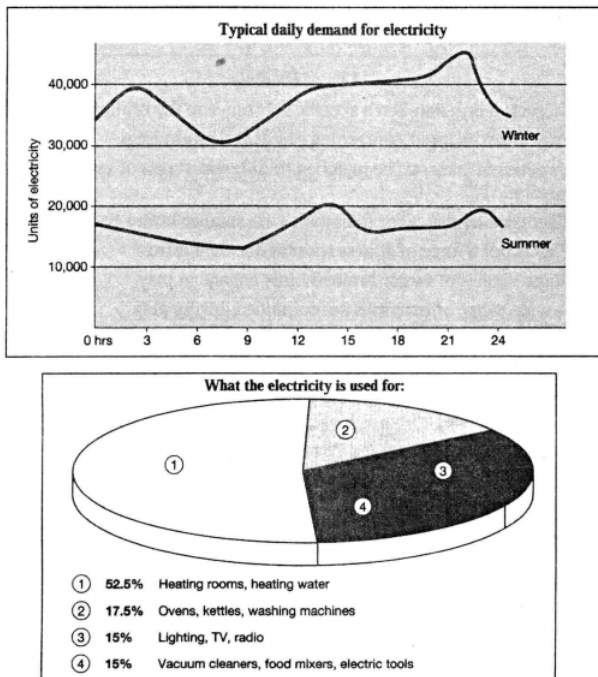 Typical daily demand for electricity
Units of electricity
40,000
30,000
20,000
10,000
Winter
Summer
0 hrs 3 6 9 12 15 18 21 24
What the electricity is used for:
1
2
3
4
1 52.5% Heating rooms, heating water
2 17.5% Ovens, kettles, washing machines
3 15% Lighting, TV, radio
4 15% Vacuum cleaners, food mixers, electric tools